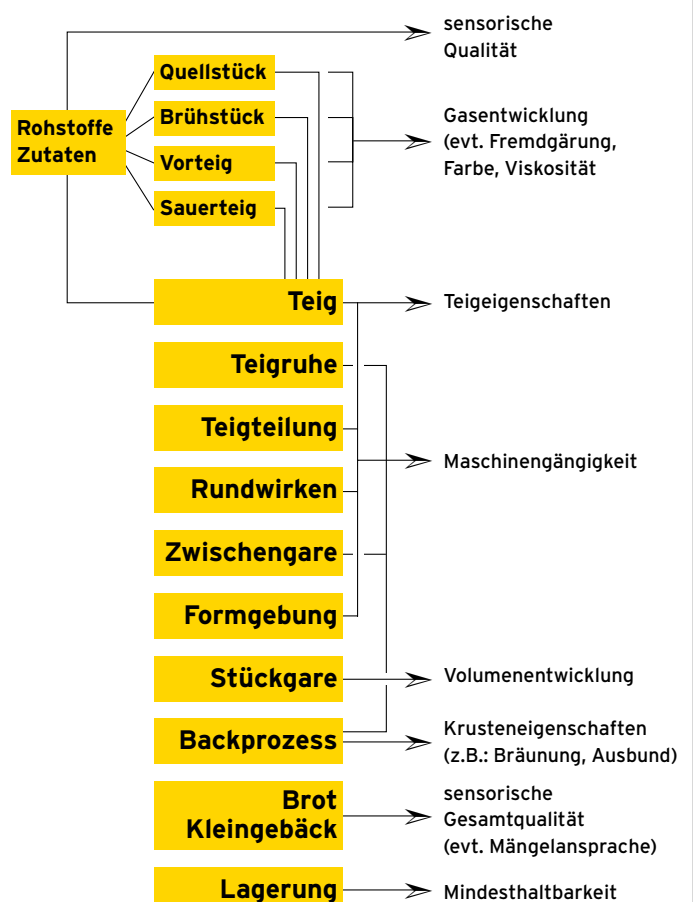 sensorische
Qualität
Quellstück
Brühstück
Rohstoffe
Zutaten
Vorteig
Sauerteig
Gasentwicklung
(evt. Fremdgärung,
Farbe, Viskosität
Teig
Teigeigenschaften
Teigruhe
Teigteilung
Maschinengängigkeit
Rundwirken
Zwischengare
Formgebung
Stückgare
Volumenentwicklung
Backprozess
Krusteneigenschaften
(z.B.: Bräunung, Ausbund)
Brot
Kleingebäck
sensorische
Gesamtqualität
(evt. Mängelansprache)
Lagerung
Mindesthaltbarkeit